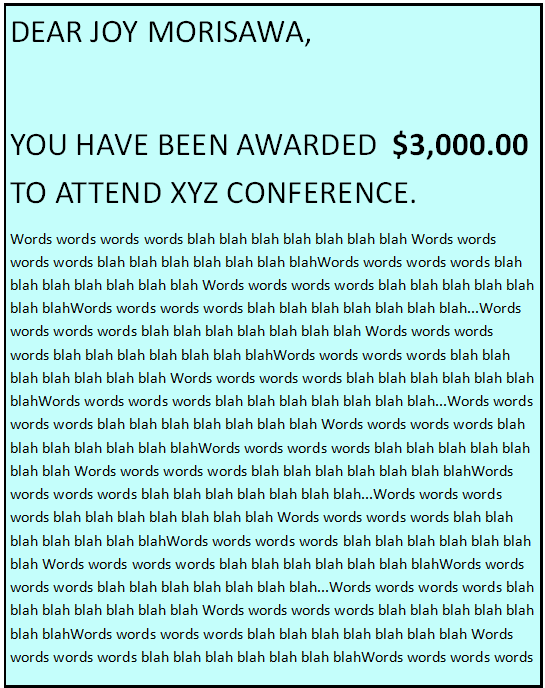 DEAR JOY MORISAWA,
YOU HAVE BEEN AWARDED $3,000.00
TO ATTEND XYZ CONFERENCE.
Words words words words blah blah blah blah blah blah blah Words words
words words blah blah blah blah blah blah blahWords words words words blah
blah blah blah blah blah blah Words words words words blah blah blah blah blah
blah blahWords words words words blah blah blah blah blah blah blah...Words
words words words blah blah blah blah blah blah blah Words words words
words blah blah blah blah blah blah blahWords words words words blah blah
blah blah blah blah blah Words words words words blah blah blah blah blah blah
blahWords words words words blah blah blah blah blah blah blah...Words words
words words blah blah blah blah blah blah blah Words words words words blah
blah blah blah blah blah blahWords words words words blah blah blah blah blah
blah blah Words words words words blah blah blah blah blah blah blahWords
words words words blah blah blah blah blah blah blah...Words words words
words blah blah blah blah blah blah blah Words words words words blah blah
blah blah blah blah blahWords words words words blah blah blah blah blah blah
blah Words words words words blah blah blah blah blah blah blahWords words
words words blah blah blah blah blah blah blah...Words words words words blah
blah blah blah blah blah blah Words words words words blah blah blah blah blah
blah blahWords words words words blah blah blah blah blah blah blah Words
words words words blah blah blah blah blah blah blahWords words words words